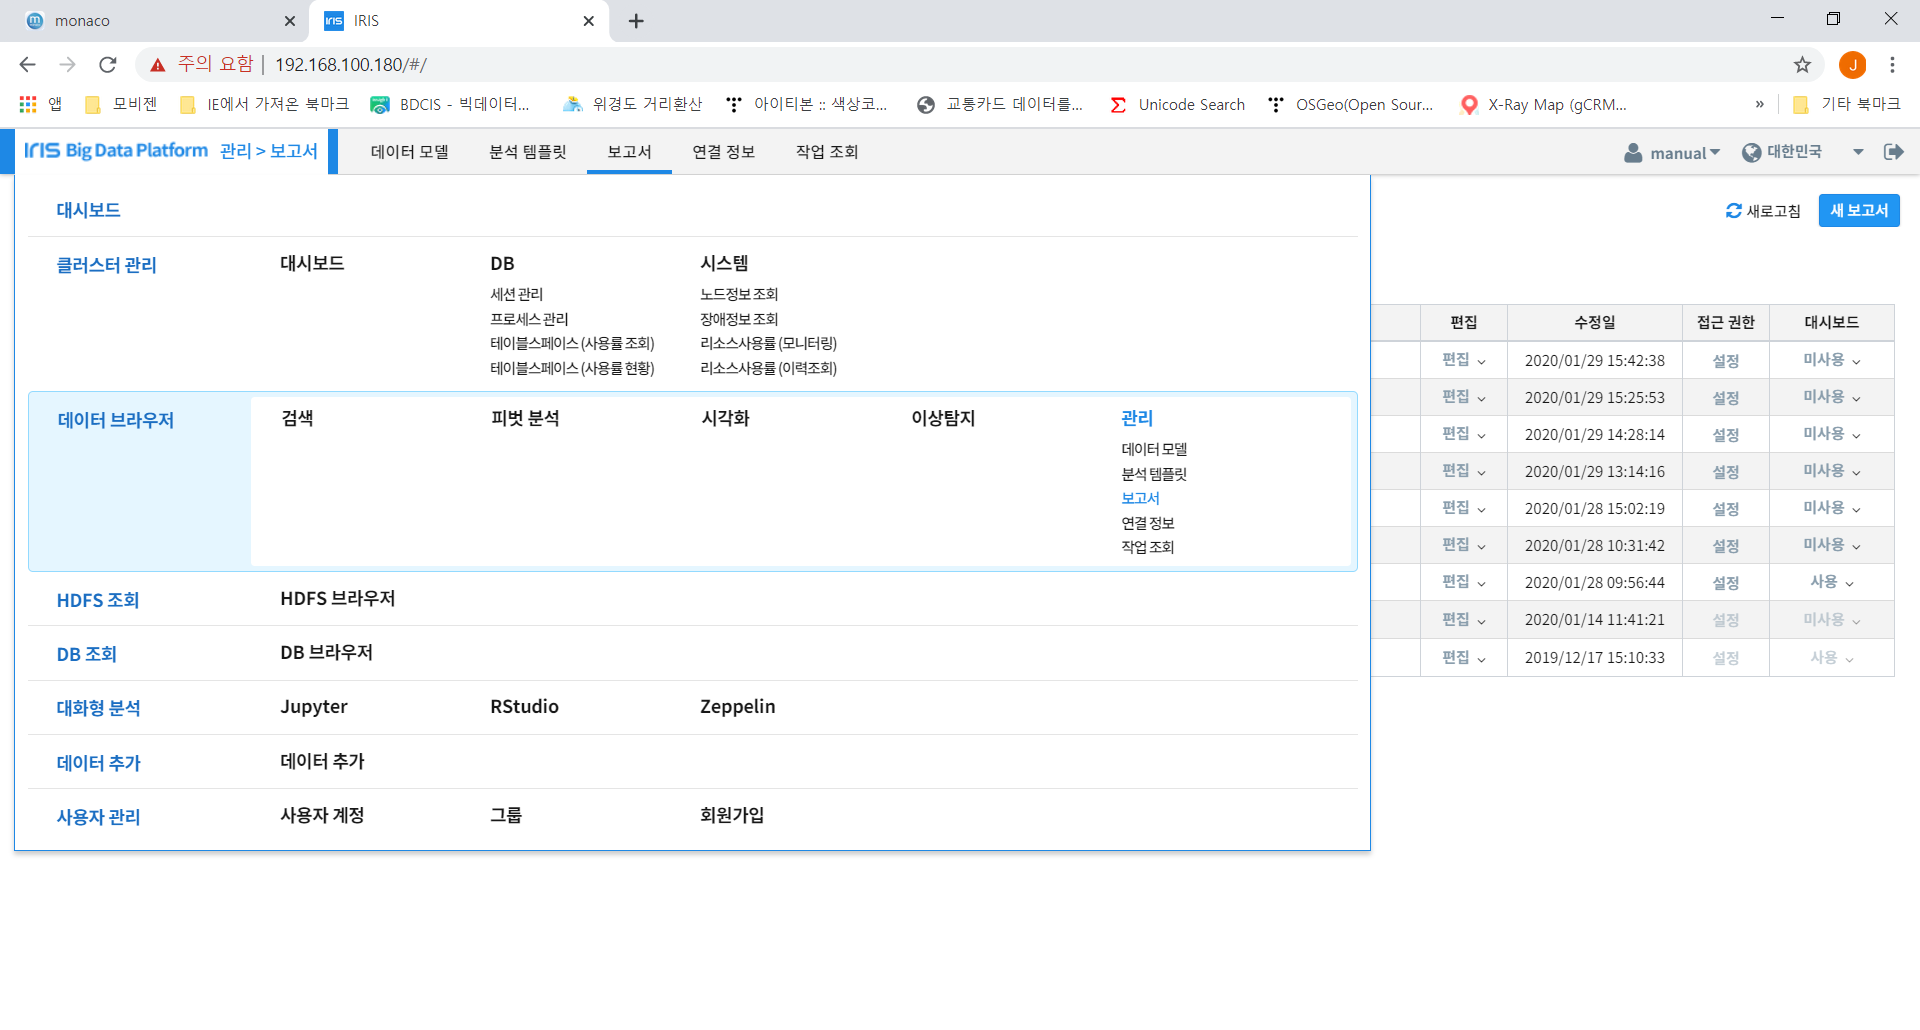 monaco
IRIS
주의 요함 | 192.168.100.180/#/
J
앱 모비젠 IE에서 가져온 북마크 BDCIS - 빅데이터... 위경도 거리환산 아이티본 :: 색상코... 교통카드 데이터를... Unicode Search OSGeo(Open Sour... X-Ray Map (gCRM... » 기타 북마크
IRIS Big Data Platform 관리 > 보고서 데이터 모델 분석 템플릿 보고서 연결 정보 작업 조회 manual 대한민국
새로고침 새 보고서
대시보드
클러스터 관리 대시보드 DB 시스템
세션 관리 노드정보 조회
프로세스 관리 장애정보 조회
테이블스페이스 (사용률 조회) 리소스사용률 (모니터링)
테이블스페이스 (사용률 현황) 리소스사용률 (이력조회)
데이터 브라우저 검색 피벗 분석 시각화 이상탐지 관리
데이터 모델
분석 템플릿
보고서
연결 정보
작업 조회
HDFS 조회 HDFS 브라우저
DB 조회 DB 브라우저
대화형 분석 Jupyter RStudio Zeppelin
데이터 추가 데이터 추가
사용자 관리 사용자 계정 그룹 회원가입
편집 수정일 접근 권한 대시보드
편집 2020/01/29 15:42:38 설정 미사용
편집 2020/01/29 15:25:53 설정 미사용
편집 2020/01/29 14:28:14 설정 미사용
편집 2020/01/29 13:14:16 설정 미사용
편집 2020/01/28 15:02:19 설정 미사용
편집 2020/01/28 10:31:42 설정 미사용
편집 2020/01/28 09:56:44 설정 사용
편집 2020/01/14 11:41:21 설정 미사용
편집 2019/12/17 15:10:33 설정 사용